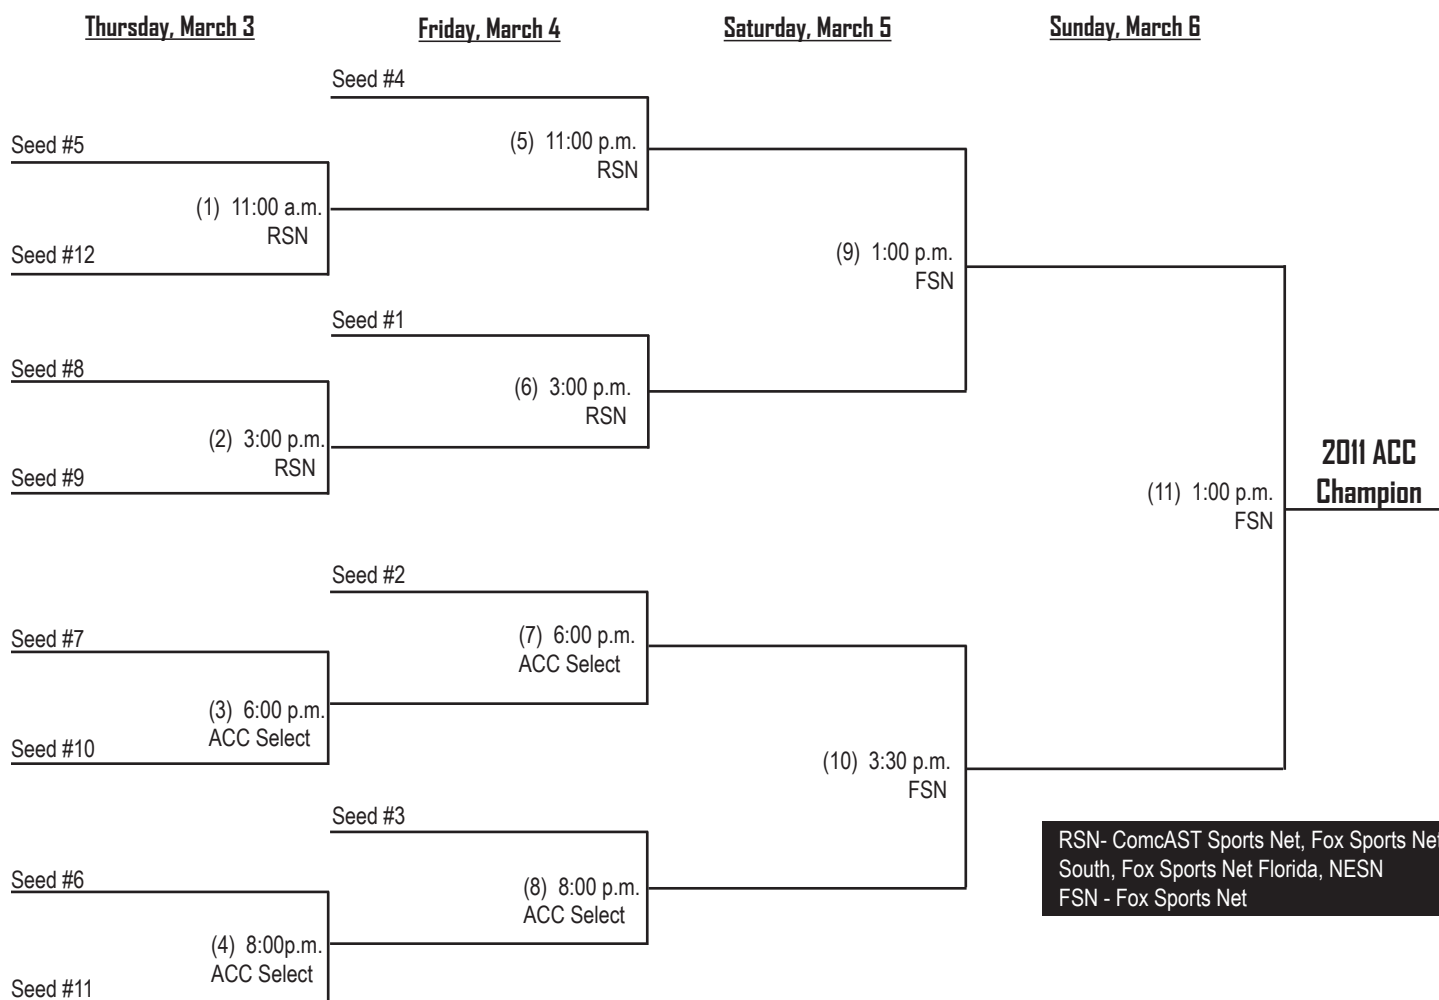 Thursday, March 3
Friday, March 4
Saturday, March 5
Sunday, March 6
Seed #4
Seed #5
(5) 11:00 p.m.
RSN
(1) 11:00 a.m.
RSN
Seed #12
(9) 1:00 p.m.
FSN
Seed #1
Seed #8
(6) 3:00 p.m.
RSN
(2) 3:00 p.m.
RSN
Seed #9
2011 ACC
Champion
(11) 1:00 p.m.
FSN
Seed #2
Seed #7
(7) 6:00 p.m.
ACC Select
(3) 6:00 p.m.
ACC Select
Seed #10
(10) 3:30 p.m.
FSN
Seed #3
Seed #6
(8) 8:00 p.m.
ACC Select
(4) 8:00p.m.
ACC Select
Seed #11
RSN- ComcAST Sports Net, Fox Sports Net
South, Fox Sports Net Florida, NESN
FSN - Fox Sports Net